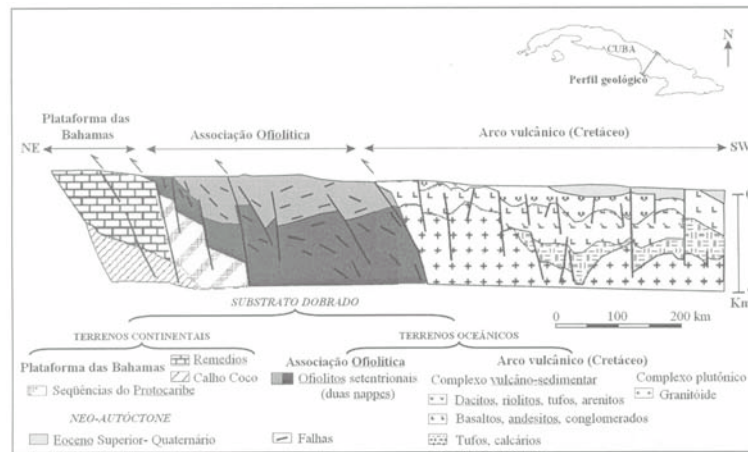 CUBA
N
Perfil geológico
Plataforma das
Bahamas
Associação Ofiolítica
Arco vulcânico (Cretáceo)
NE
SW
Km
SUBSTRATO DOBRADO
0 100 200 km
TERRENOS CONTINENTAIS
TERRENOS OCEÂNICOS
Plataforma das Bahamas
Remedios
Calho Coco
Seqüências do Protocaribe
Associação Ofiolítica
Ofiolitos setentrionais
(duas nappes)
Arco vulcânico (Cretáceo)
Complexo vulcâno-sedimentar
Dacitos, riolitos, tufos, arenitos
Basaltos, andesitos, conglomerados
Tufos, calcários
Complexo plutônico
Granitóide
NEO-AUTÓCTONE
Eoceno Superior- Quaternário
Falhas